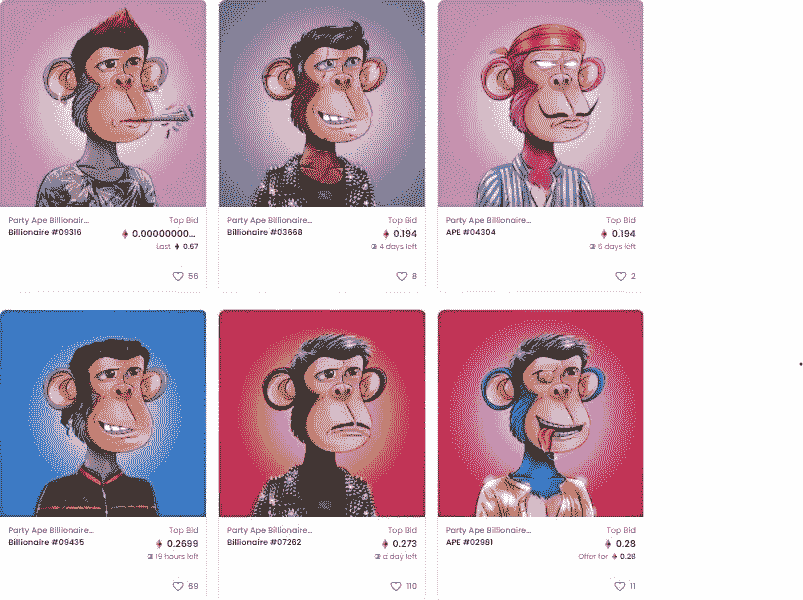 Party Ape Billionair... Top Bid
Billionaire #09316 0.00000000...
Last 0.67
56
Party Ape Billionaire... Top Bid
Billionaire #03668 0.194
4 days left
8
Party Ape Billionaire... Top Bid
APE #04304 0.194
5 days left
2
Party Ape Billionaire... Top Bid
Billionaire #09435 0.2699
19 hours left
69
Party Ape Billionaire... Top Bid
Billionaire #07262 0.273
a day left
110
Party Ape Billionaire... Top Bid
APE #02981 0.28
Offer for 0.28
11